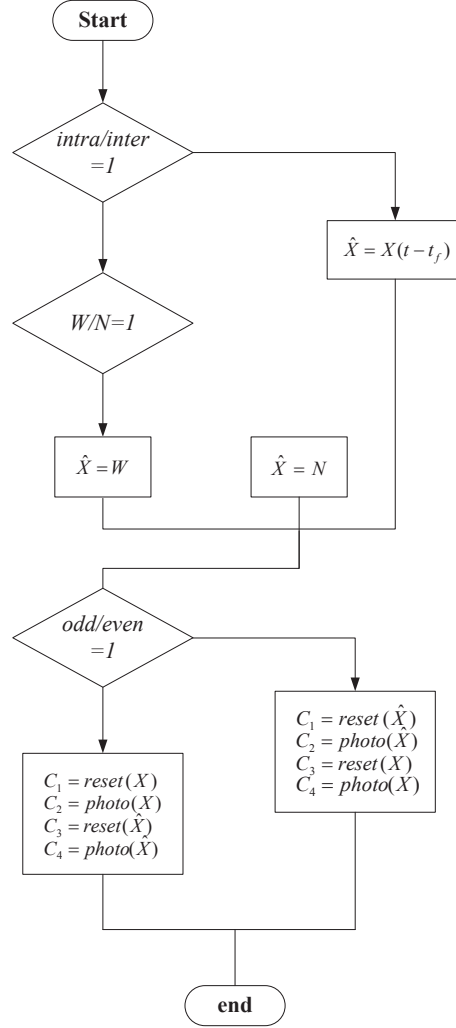 Start
intra/inter
=1
X̂ = X(t − t_f)
W/N=1
X̂ = W
X̂ = N
odd/even
=1
C₁ = reset(X̂)
C₂ = photo(X̂)
C₃ = reset(X)
C₄ = photo(X)
C₁ = reset(X)
C₂ = photo(X)
C₃ = reset(X̂)
C₄ = photo(X̂)
end